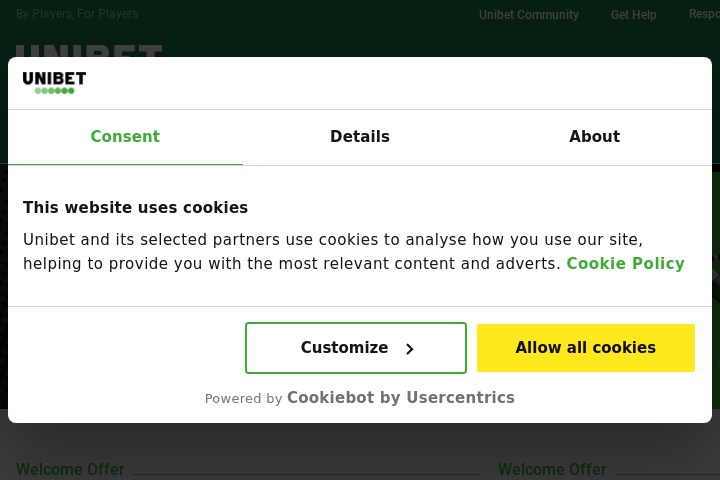 By Players, For Players
Unibet Community
Get Help
UNIBET
UNIBET
Consent
Details
About
This website uses cookies
Unibet and its selected partners use cookies to analyse how you use our site,
helping to provide you with the most relevant content and adverts. Cookie Policy
Customize
Allow all cookies
Powered by Cookiebot by Usercentrics
Welcome Offer
Welcome Offer